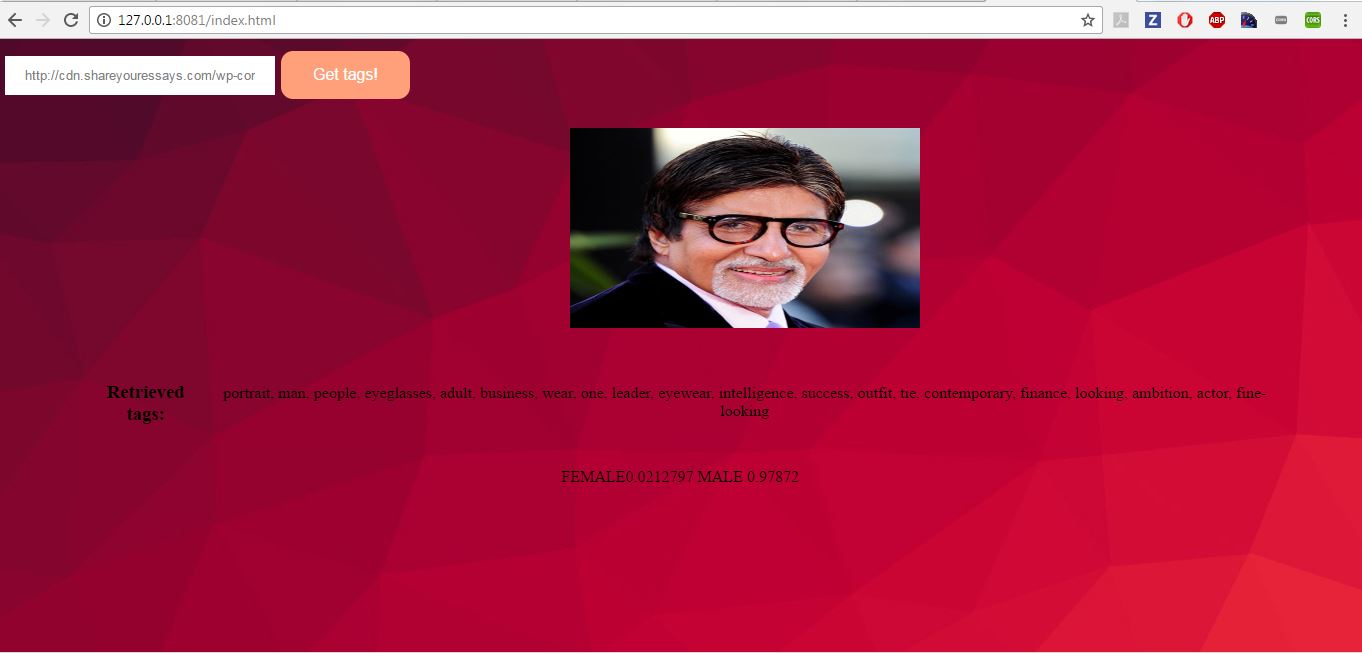 127.0.0.1:8081/index.html
ABP
CORS
http://cdn.shareyouressays.com/wp-cor
Get tags!
Retrieved
tags:
portrait, man, people, eyeglasses, adult, business, wear, one, leader, eyewear, intelligence, success, outfit, tie, contemporary, finance, looking, ambition, actor, fine-
looking
FEMALE0.0212797 MALE 0.97872